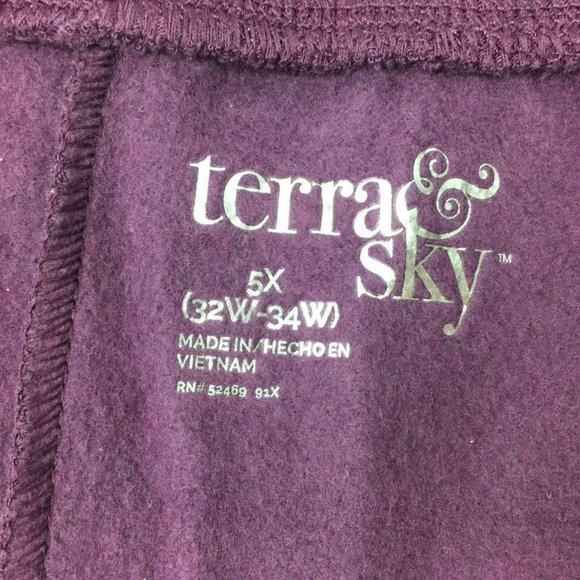 terra &
sky™
5X
(32W-34W)
MADE IN/HECHO EN
VIETNAM
RN# 52469 91X